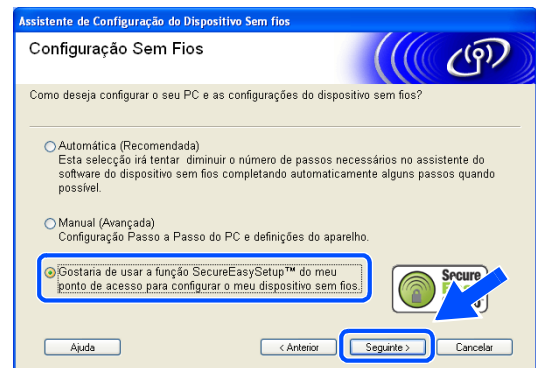 Assistente de Configuração do Dispositivo Sem fios
Configuração Sem Fios
Como deseja configurar o seu PC e as configurações do dispositivo sem fios?
Automática (Recomendada)
Esta selecção irá tentar diminuir o número de passos necessários no assistente do
software do dispositivo sem fios completando automaticamente alguns passos quando
possível.
Manual (Avançada)
Configuração Passo a Passo do PC e definições do aparelho.
Gostaria de usar a função SecureEasySetup™ do meu
ponto de acesso para configurar o meu dispositivo sem fios.
Secure
Ajuda
< Anterior
Seguinte >
Cancelar